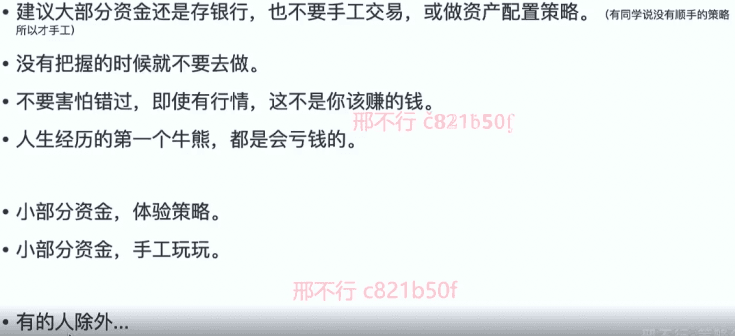 • 建议大部分资金还是存银行，也不要手工交易，或做资产配置策略。（有同学说没有顺手的策略
所以才手工）
• 没有把握的时候就不要去做。
• 不要害怕错过，即使有行情，这不是你该赚的钱。
邢不行 c821b50f
• 人生经历的第一个牛熊，都是会亏钱的。
• 小部分资金，体验策略。
• 小部分资金，手工玩玩。
邢不行 c821b50f
• 有的人除外...